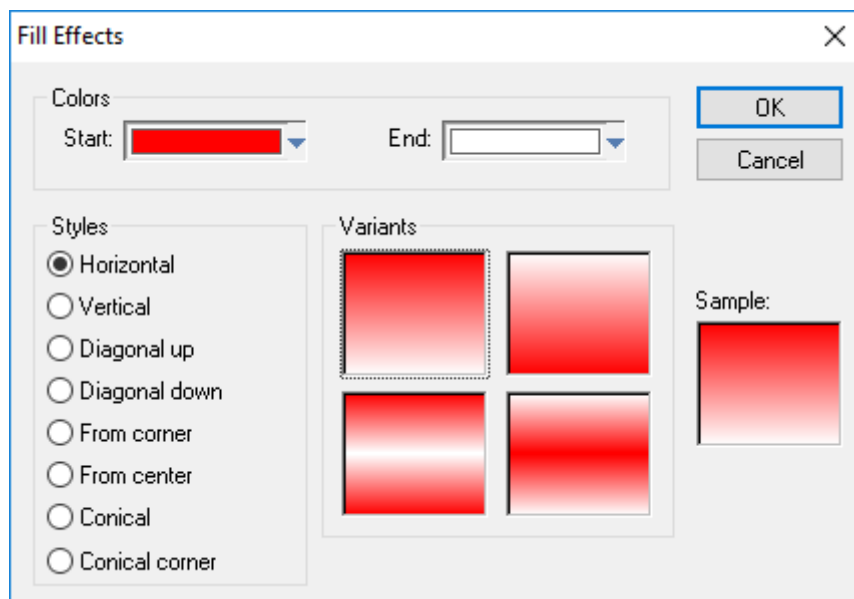 Fill Effects
Colors
Start:
End:
OK
Cancel
Styles
Horizontal
Vertical
Diagonal up
Diagonal down
From corner
From center
Conical
Conical corner
Variants
Sample: